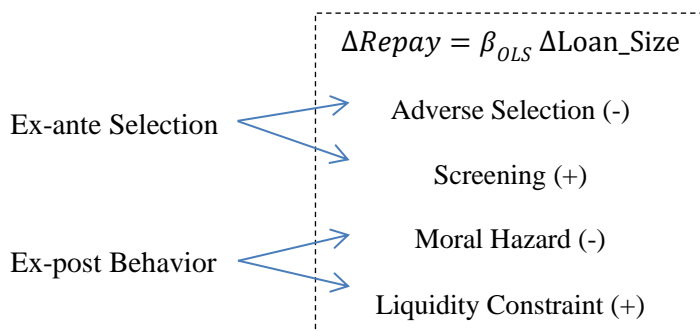 ΔRepay = β_OLS ΔLoan_Size
Ex-ante Selection
Adverse Selection (-)
Screening (+)
Ex-post Behavior
Moral Hazard (-)
Liquidity Constraint (+)